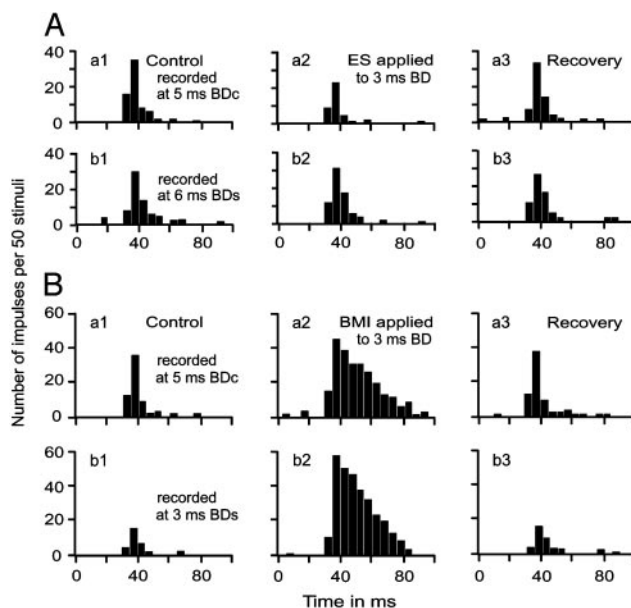 A
a1 Control
recorded
at 5 ms BDc
a2 ES applied
to 3 ms BD
a3 Recovery
40
20
0
b1
recorded
at 6 ms BDs
b2
b3
40
20
0
0 40 80
0 40 80
0 40 80
Number of impulses per 50 stimuli
B
a1 Control
recorded
at 5 ms BDc
a2 BMI applied
to 3 ms BD
a3 Recovery
60
40
20
0
b1
recorded
at 3 ms BDs
b2
b3
60
40
20
0
0 40 80
0 40 80
0 40 80
Time in ms